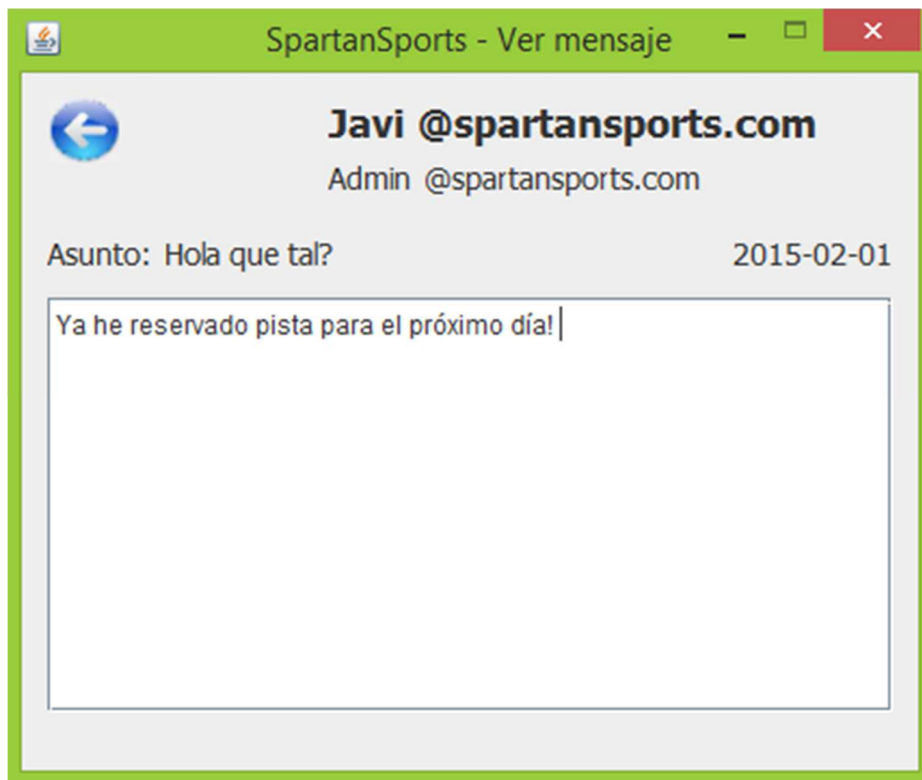 SpartanSports - Ver mensaje
Javi @spartansports.com
Admin @spartansports.com
Asunto: Hola que tal? 2015-02-01
Ya he reservado pista para el próximo día!